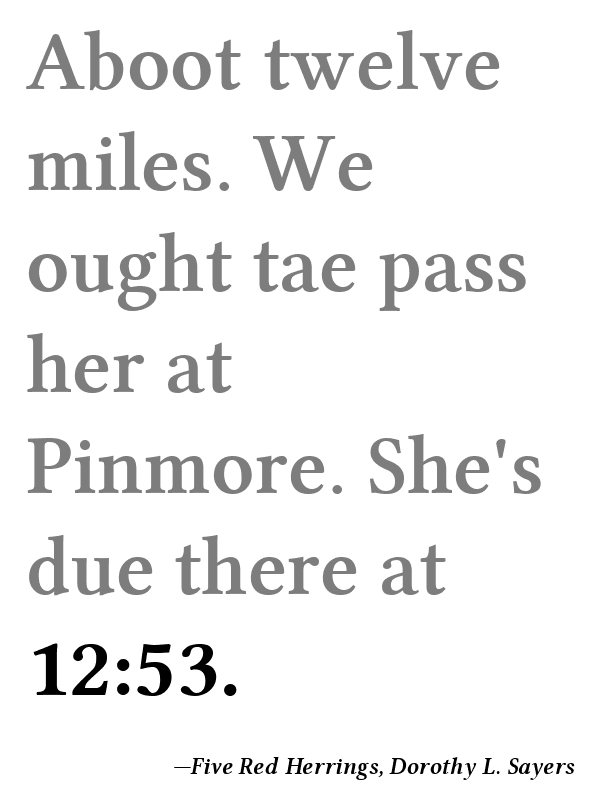 Aboot twelve
miles. We
ought tae pass
her at
Pinmore. She's
due there at
12:53.
—Five Red Herrings, Dorothy L. Sayers